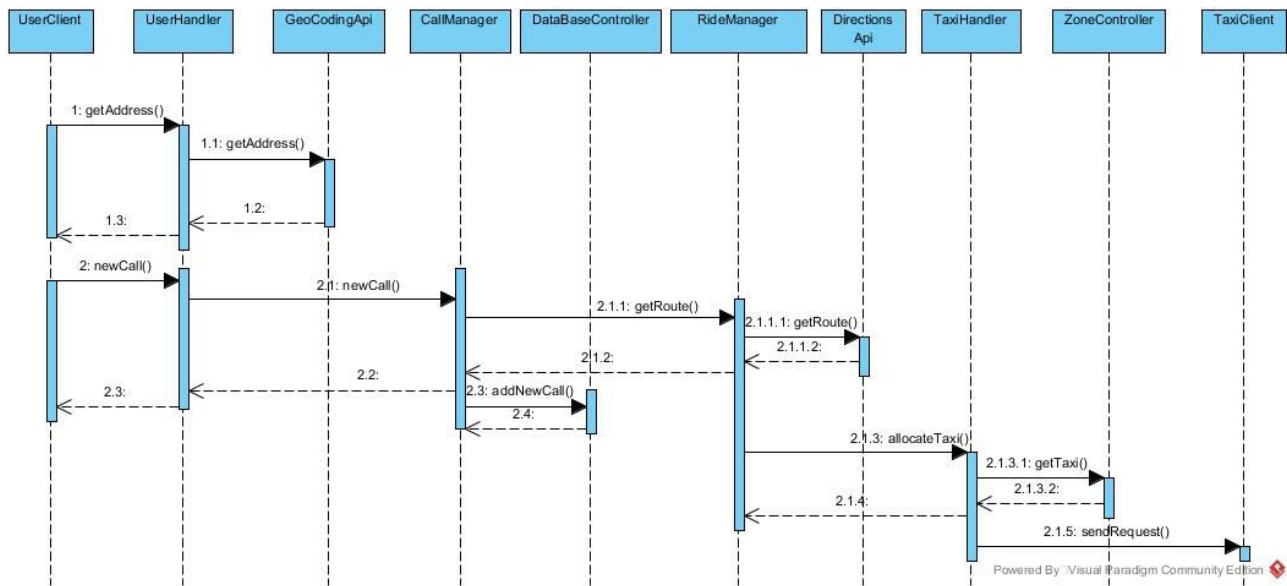 UserClient
UserHandler
GeoCodingApi
CallManager
DataBaseController
RideManager
Directions
Api
TaxiHandler
ZoneController
TaxiClient
1: getAddress()
1.1: getAddress()
1.2:
1.3:
2: newCall()
2.1: newCall()
2.1.1: getRoute()
2.1.1.1: getRoute()
2.1.1.2:
2.1.2:
2.2:
2.3: addNewCall()
2.3:
2.4:
2.1.3: allocateTaxi()
2.1.3.1: getTaxi()
2.1.3.2:
2.1.4:
2.1.5: sendRequest()
Powered By Visual Paradigm Community Edition